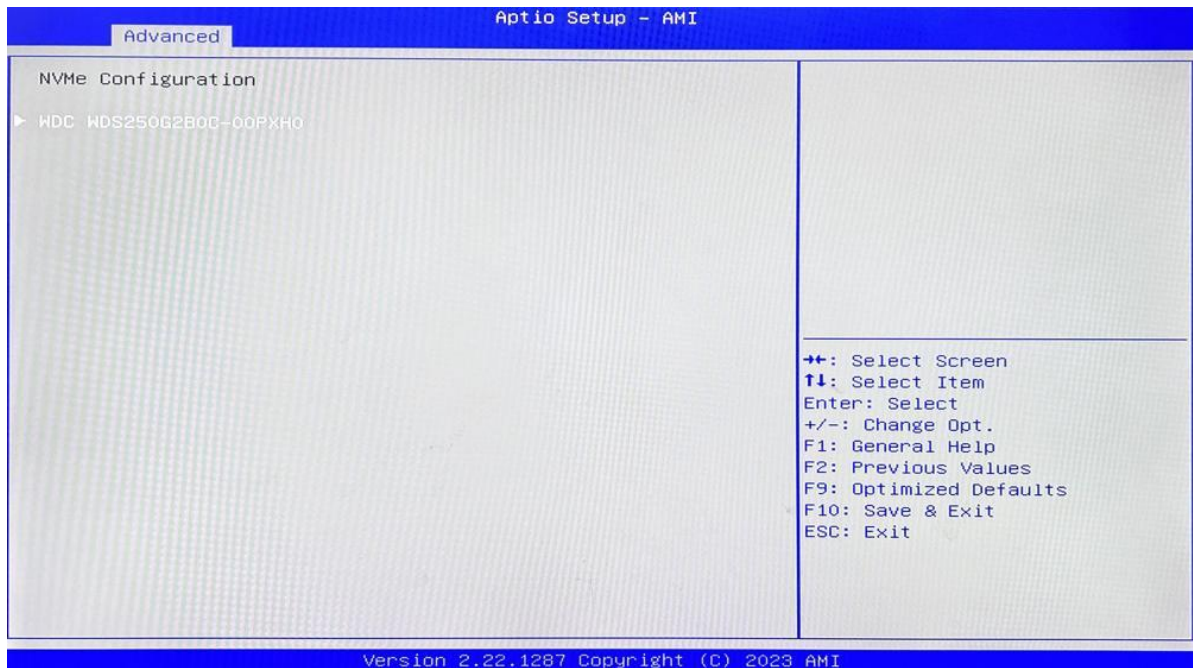 Aptio Setup – AMI
Advanced
NVMe Configuration
► WDC WDS250G2B0C-00PXH0
→←: Select Screen
↑↓: Select Item
Enter: Select
+/-: Change Opt.
F1: General Help
F2: Previous Values
F9: Optimized Defaults
F10: Save & Exit
ESC: Exit
Version 2.22.1287 Copyright (C) 2023 AMI